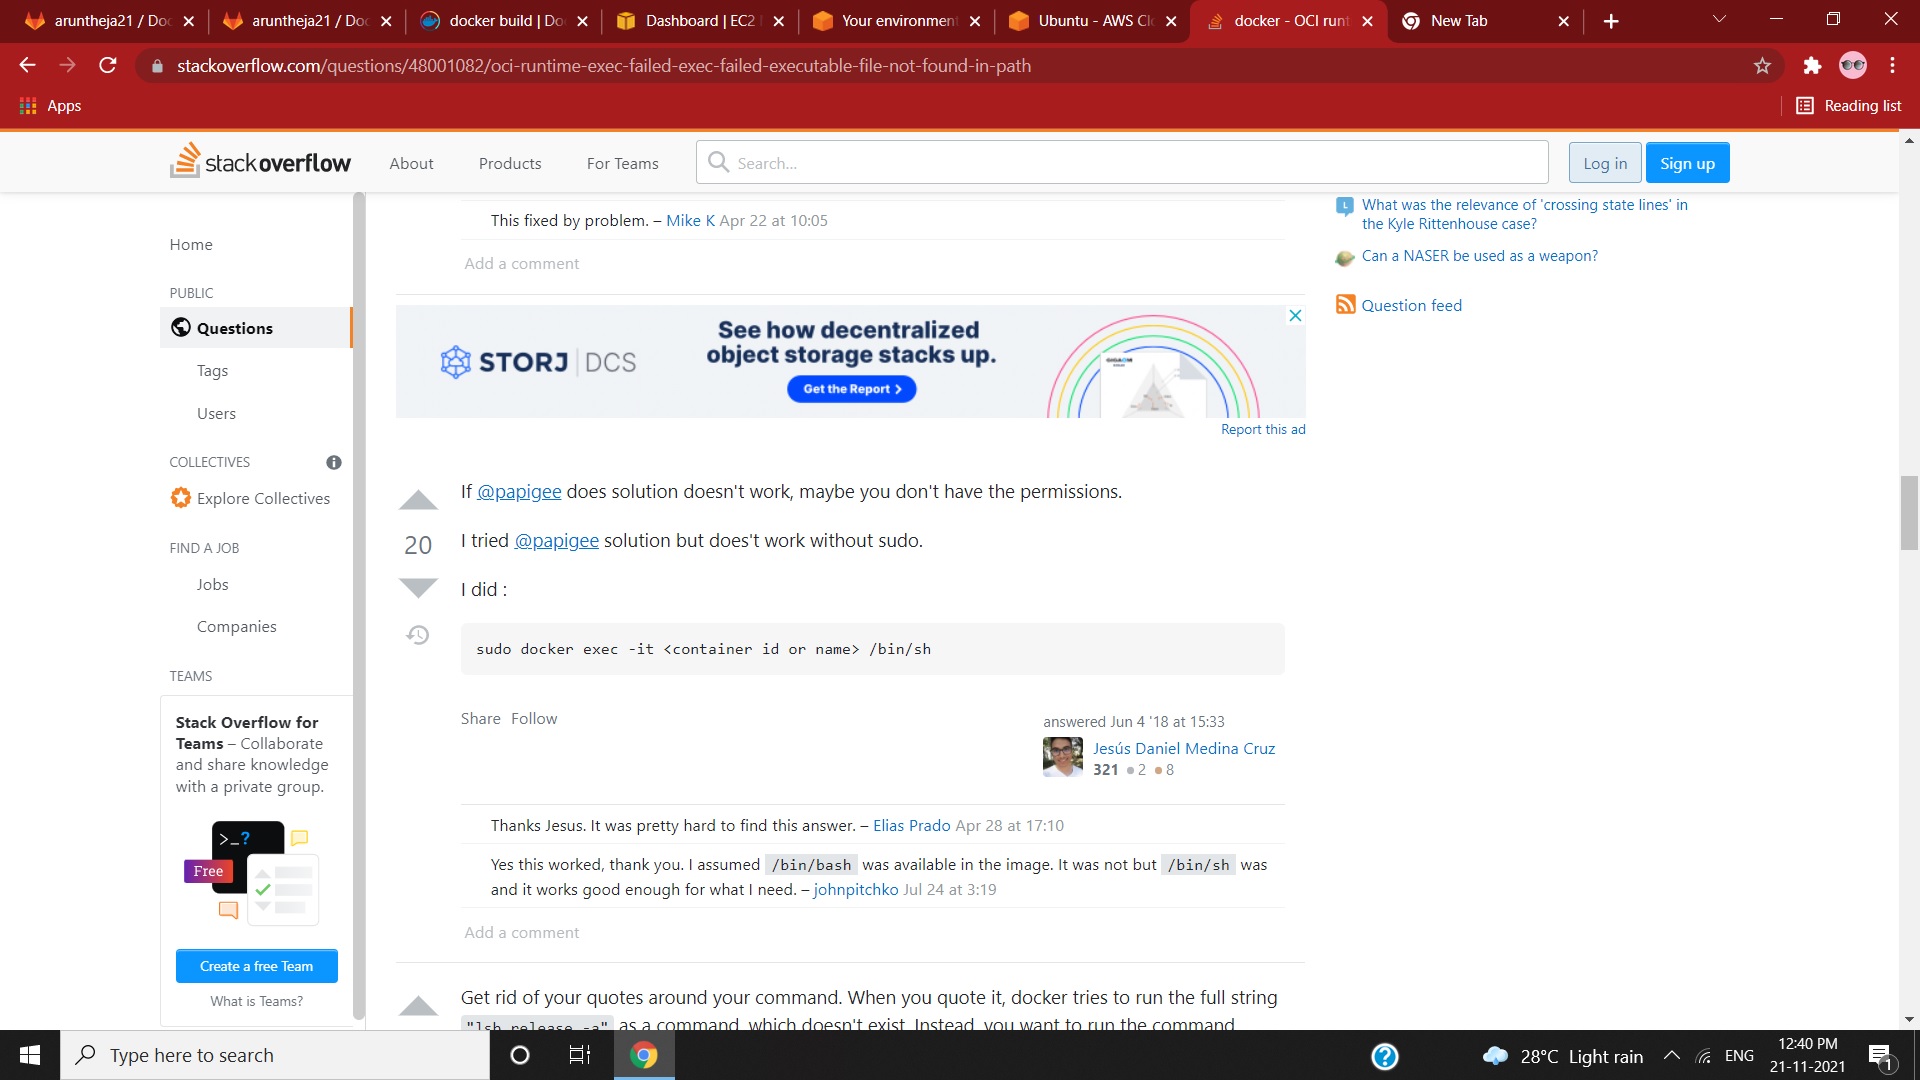 aruntheja21 / Doc
aruntheja21 / Doc
docker build | Do
Dashboard | EC2
Your environment
Ubuntu - AWS Cl
docker - OCI runt
New Tab
stackoverflow.com/questions/48001082/oci-runtime-exec-failed-exec-failed-executable-file-not-found-in-path
Apps
Reading list
stack overflow
About
Products
For Teams
Search...
Log in
Sign up
Home
PUBLIC
Questions
Tags
Users
COLLECTIVES
Explore Collectives
FIND A JOB
Jobs
Companies
TEAMS
Stack Overflow for
Teams – Collaborate
and share knowledge
with a private group.
>_?
Free
Create a free Team
What is Teams?
This fixed by problem. – Mike K Apr 22 at 10:05
Add a comment
STORJ | DCS
See how decentralized
object storage stacks up.
Get the Report >
GIGAOM
Report this ad
If @papigee does solution doesn't work, maybe you don't have the permissions.
20
I tried @papigee solution but does't work without sudo.
I did :
sudo docker exec -it <container id or name> /bin/sh
Share Follow
answered Jun 4 '18 at 15:33
Jesús Daniel Medina Cruz
321 2 8
Thanks Jesus. It was pretty hard to find this answer. – Elias Prado Apr 28 at 17:10
Yes this worked, thank you. I assumed /bin/bash was available in the image. It was not but /bin/sh was
and it works good enough for what I need. – johnpitchko Jul 24 at 3:19
Add a comment
Get rid of your quotes around your command. When you quote it, docker tries to run the full string
"lsb_release -a" as a command, which doesn't exist. Instead, you want to run the command
What was the relevance of 'crossing state lines' in
the Kyle Rittenhouse case?
Can a NASER be used as a weapon?
Question feed
Type here to search
28°C Light rain
ENG
12:40 PM
21-11-2021
1